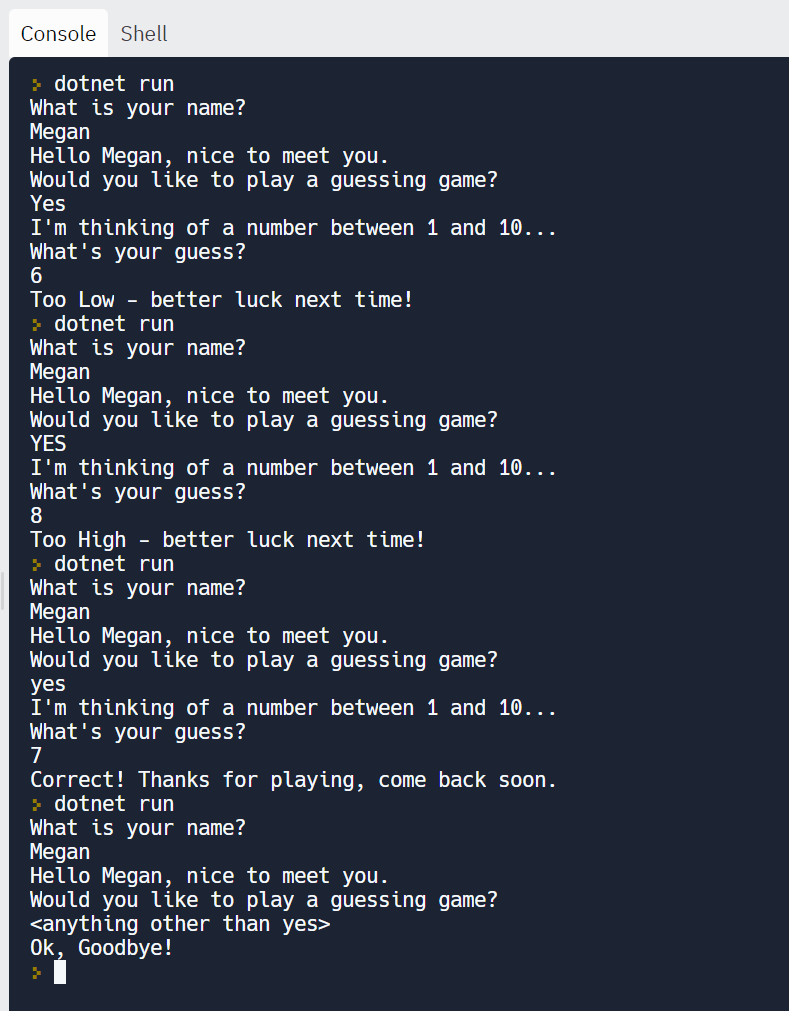 Console Shell
> dotnet run
What is your name?
Megan
Hello Megan, nice to meet you.
Would you like to play a guessing game?
Yes
I'm thinking of a number between 1 and 10...
What's your guess?
6
Too Low - better luck next time!
> dotnet run
What is your name?
Megan
Hello Megan, nice to meet you.
Would you like to play a guessing game?
YES
I'm thinking of a number between 1 and 10...
What's your guess?
8
Too High - better luck next time!
> dotnet run
What is your name?
Megan
Hello Megan, nice to meet you.
Would you like to play a guessing game?
yes
I'm thinking of a number between 1 and 10...
What's your guess?
7
Correct! Thanks for playing, come back soon.
> dotnet run
What is your name?
Megan
Hello Megan, nice to meet you.
Would you like to play a guessing game?
<anything other than yes>
Ok, Goodbye!
>